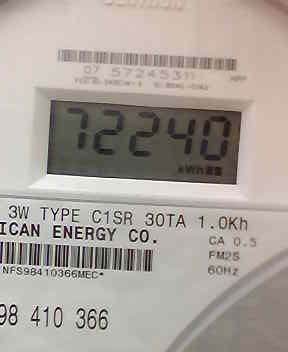 07 57245311
72240
kWh
3W TYPE C1SR 30TA 1.0Kh
ICAN ENERGY CO.
CA 0.5
FM2S
60Hz
NFS98410366MEC*
98 410 366